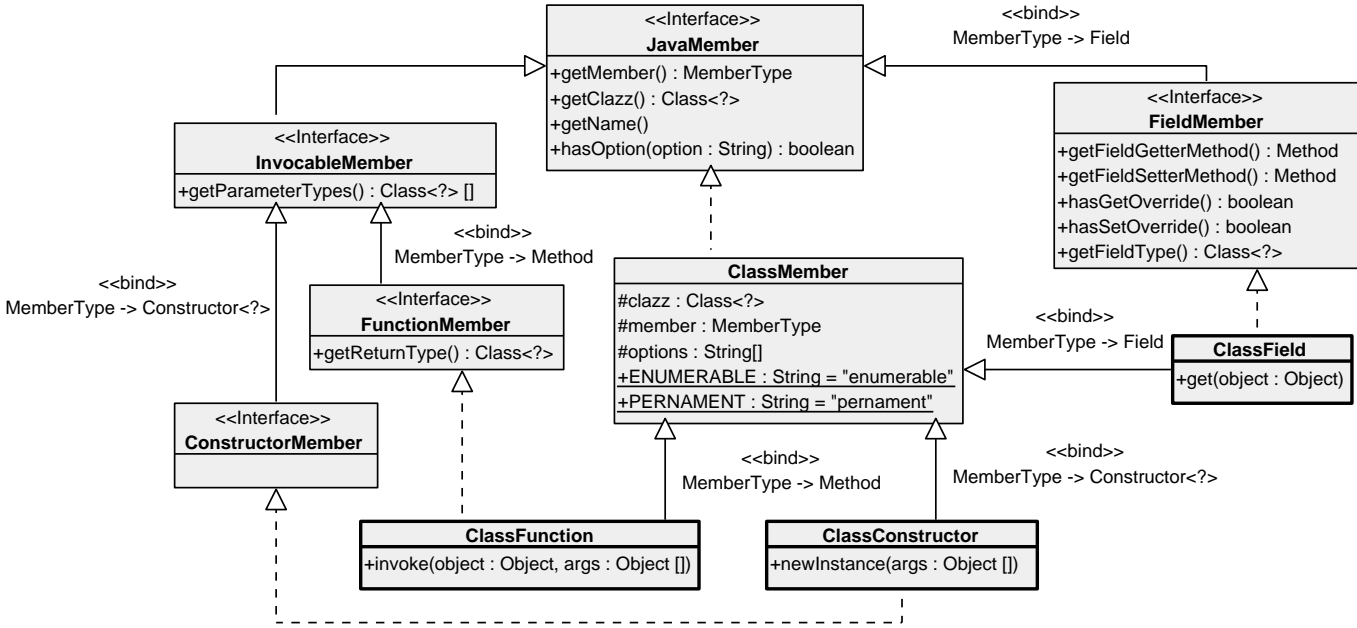 <<Interface>>
JavaMember
+getMember() : MemberType
+getClazz() : Class<?>
+getName()
+hasOption(option : String) : boolean
<<bind>>
MemberType -> Field
<<Interface>>
InvocableMember
+getParameterTypes() : Class<?> []
<<Interface>>
FieldMember
+getFieldGetterMethod() : Method
+getFieldSetterMethod() : Method
+hasGetOverride() : boolean
+hasSetOverride() : boolean
+getFieldType() : Class<?>
<<bind>>
MemberType -> Method
<<bind>>
MemberType -> Constructor<?>
<<Interface>>
FunctionMember
+getReturnType() : Class<?>
ClassMember
#clazz : Class<?>
#member : MemberType
#options : String[]
+ENUMERABLE : String = "enumerable"
+PERNAMENT : String = "pernament"
<<bind>>
MemberType -> Field
ClassField
+get(object : Object)
<<Interface>>
ConstructorMember
<<bind>>
MemberType -> Method
<<bind>>
MemberType -> Constructor<?>
ClassFunction
+invoke(object : Object, args : Object [])
ClassConstructor
+newInstance(args : Object [])